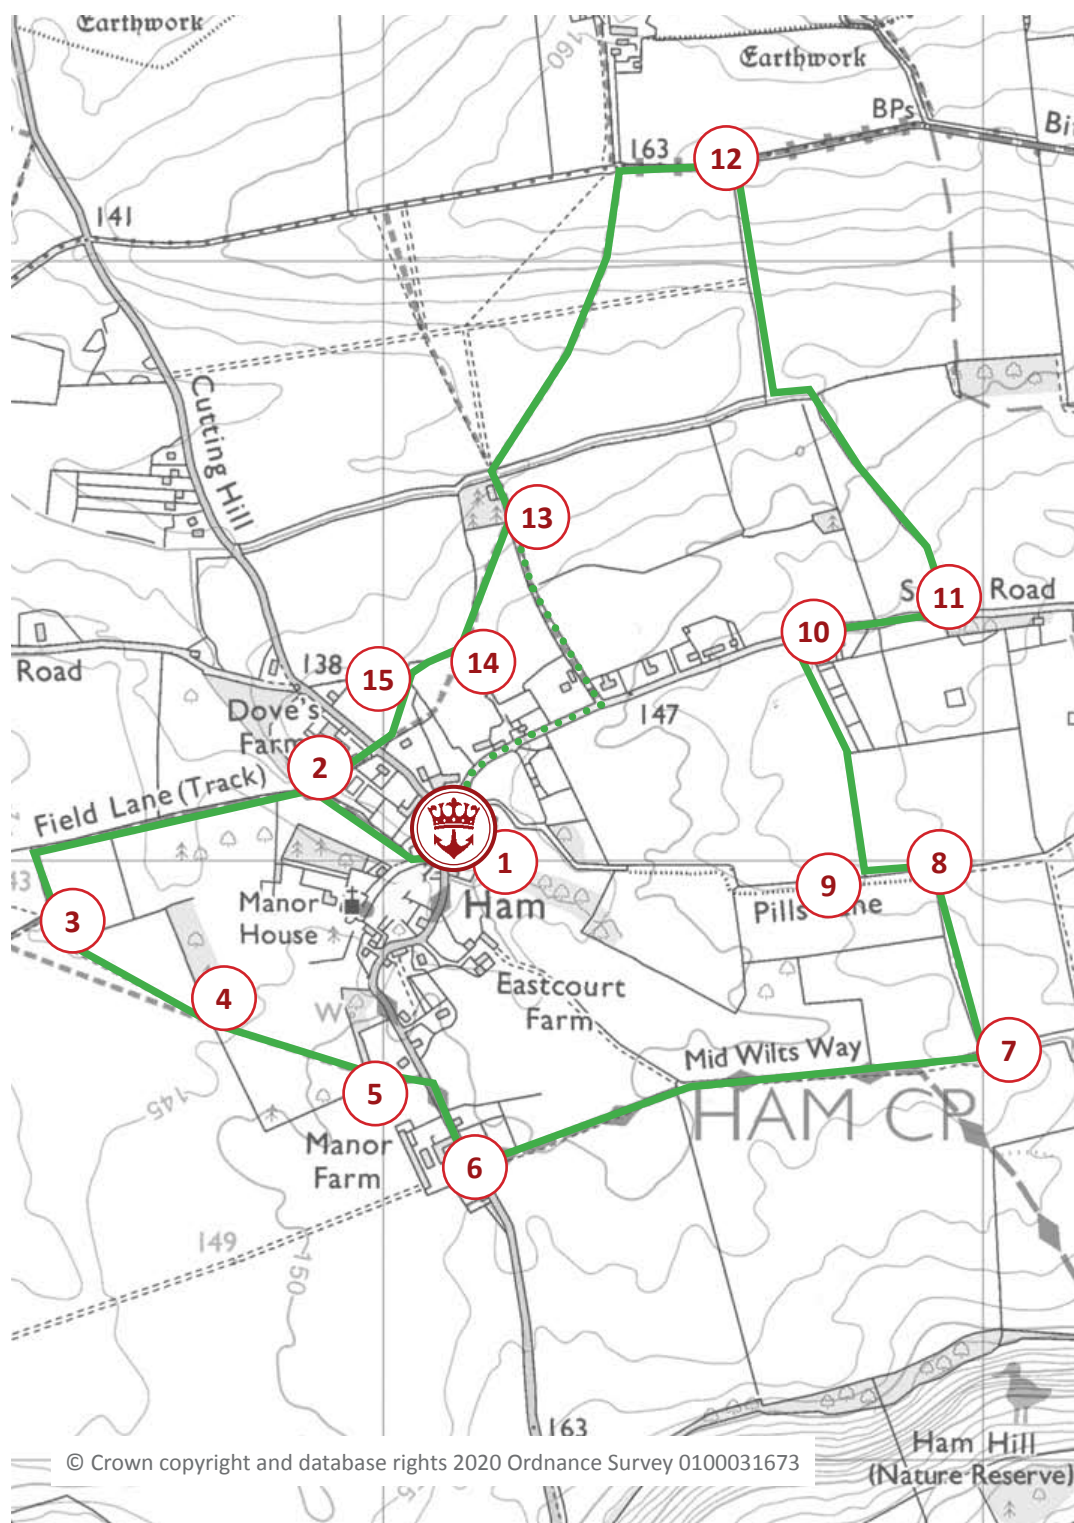 Earthwork
160
Earthwork
BPs
163
12
141
Cutting Hill
13
11
Road
10
Road
138
14
15
147
Dove's
Farm
2
Field Lane (Track)
1
8
9
Manor
House
Ham
3
Eastcourt
Farm
4
W
7
Mid Wilts Way
5
145
HAM CP
Manor
Farm
6
149
150
163
Ham Hill
(Nature Reserve)
© Crown copyright and database rights 2020 Ordnance Survey 0100031673